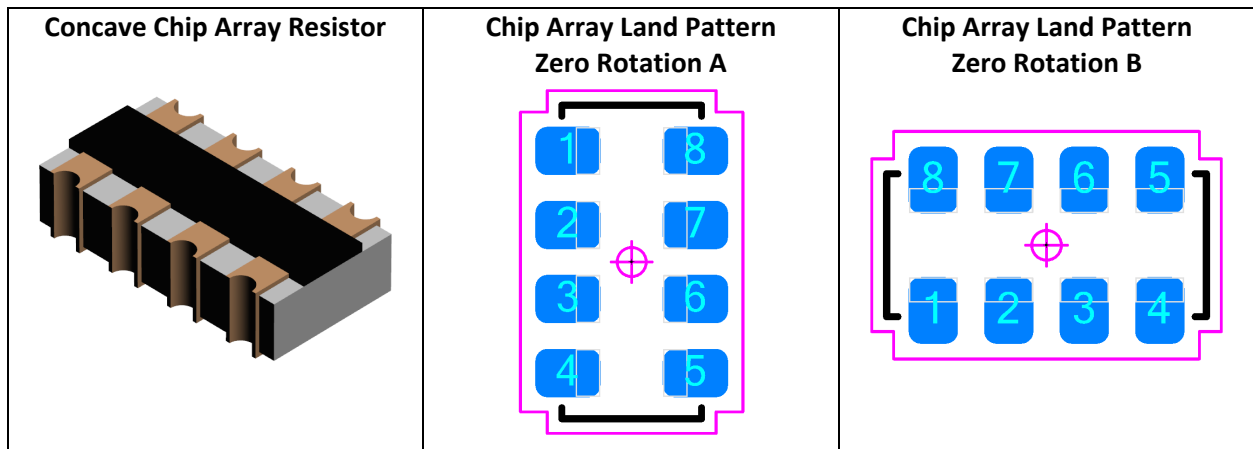 Concave Chip Array Resistor
Chip Array Land Pattern
Zero Rotation A
1 8
2 7
3 6
4 5
Chip Array Land Pattern
Zero Rotation B
8 7 6 5
1 2 3 4